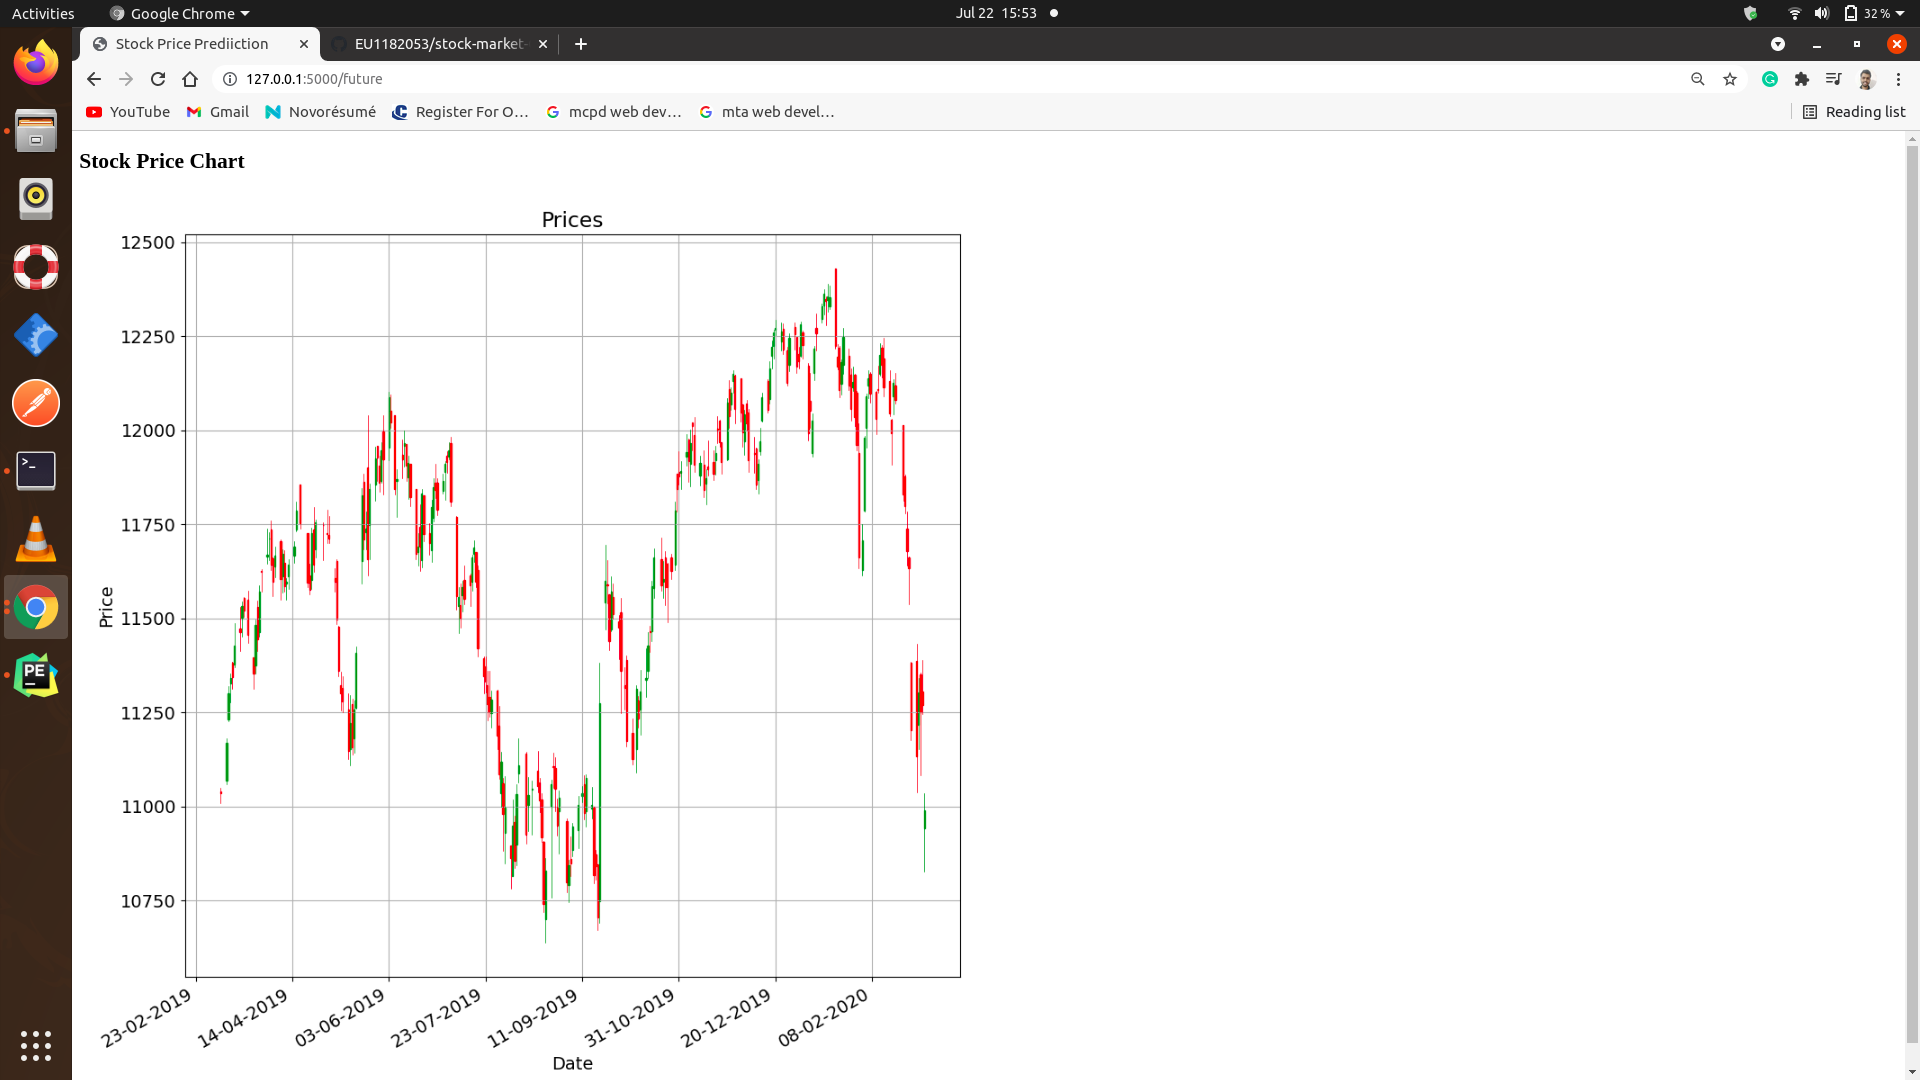 Activities
Google Chrome
Jul 22 15:53
32 %
Stock Price Prediiction
EU1182053/stock-market-
127.0.0.1:5000/future
YouTube
Gmail
Novorésumé
Register For O…
mcpd web dev…
mta web devel…
Reading list
Stock Price Chart
Prices
12500
12250
12000
11750
11500
11250
11000
10750
Price
23-02-2019
14-04-2019
03-06-2019
23-07-2019
11-09-2019
31-10-2019
20-12-2019
08-02-2020
Date
>_
PE